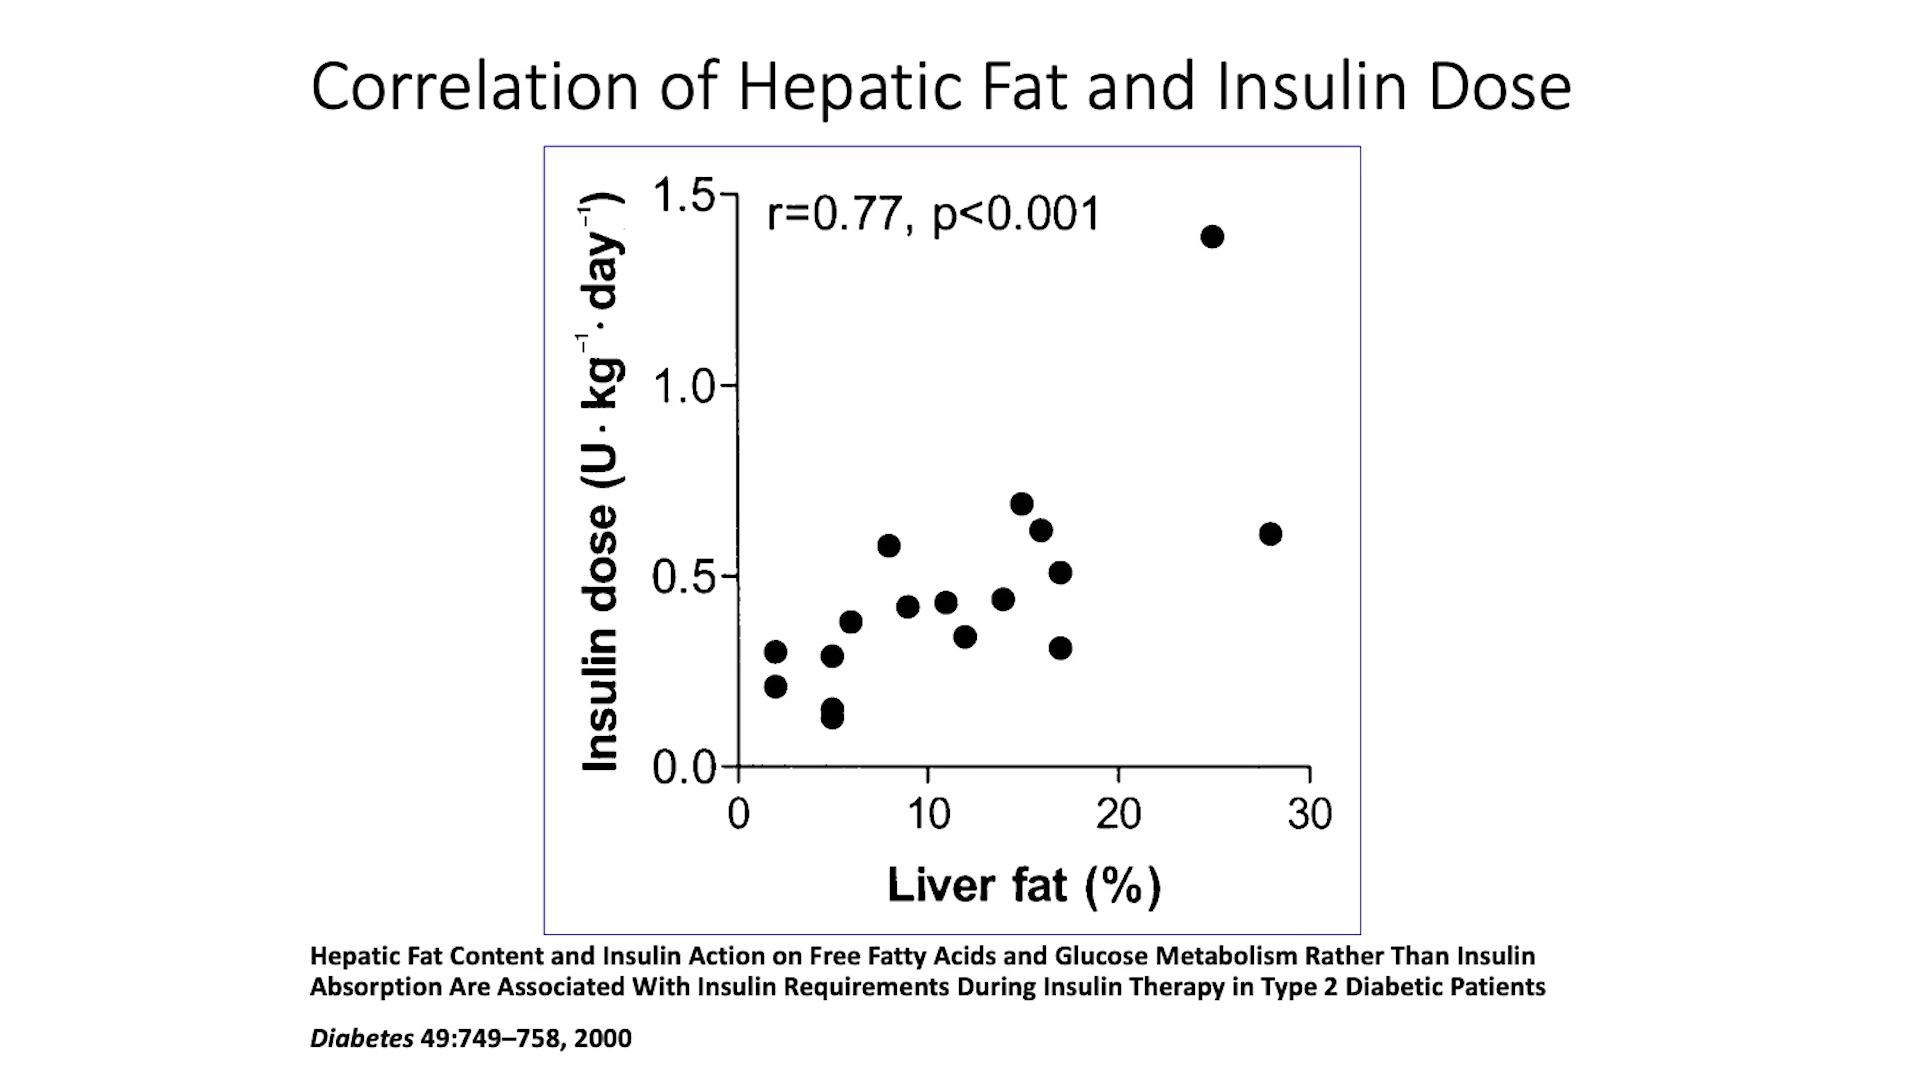 Correlation of Hepatic Fat and Insulin Dose
Insulin dose (U · kg⁻¹ · day⁻¹)
1.5
r=0.77, p<0.001
1.0
0.5
0.0
0 10 20 30
Liver fat (%)
Hepatic Fat Content and Insulin Action on Free Fatty Acids and Glucose Metabolism Rather Than Insulin
Absorption Are Associated With Insulin Requirements During Insulin Therapy in Type 2 Diabetic Patients
Diabetes 49:749–758, 2000